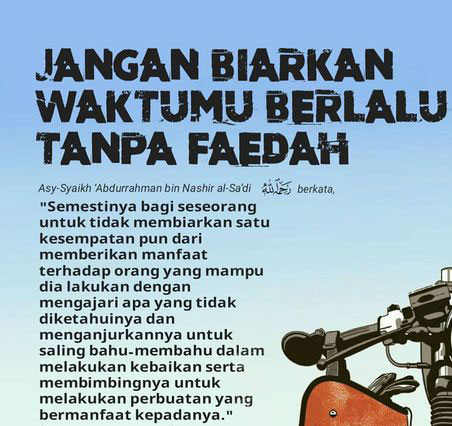 JANGAN BIARKAN
WAKTUMU BERLALU
TANPA FAEDAH
Asy-Syaikh 'Abdurrahman bin Nashir al-Sa'di رحمه الله berkata,
"Semestinya bagi seseorang
untuk tidak membiarkan satu
kesempatan pun dari
memberikan manfaat
terhadap orang yang mampu
dia lakukan dengan
mengajari apa yang tidak
diketahuinya dan
menganjurkannya untuk
saling bahu-membahu dalam
melakukan kebaikan serta
membimbingnya untuk
melakukan perbuatan yang
bermanfaat kepadanya."